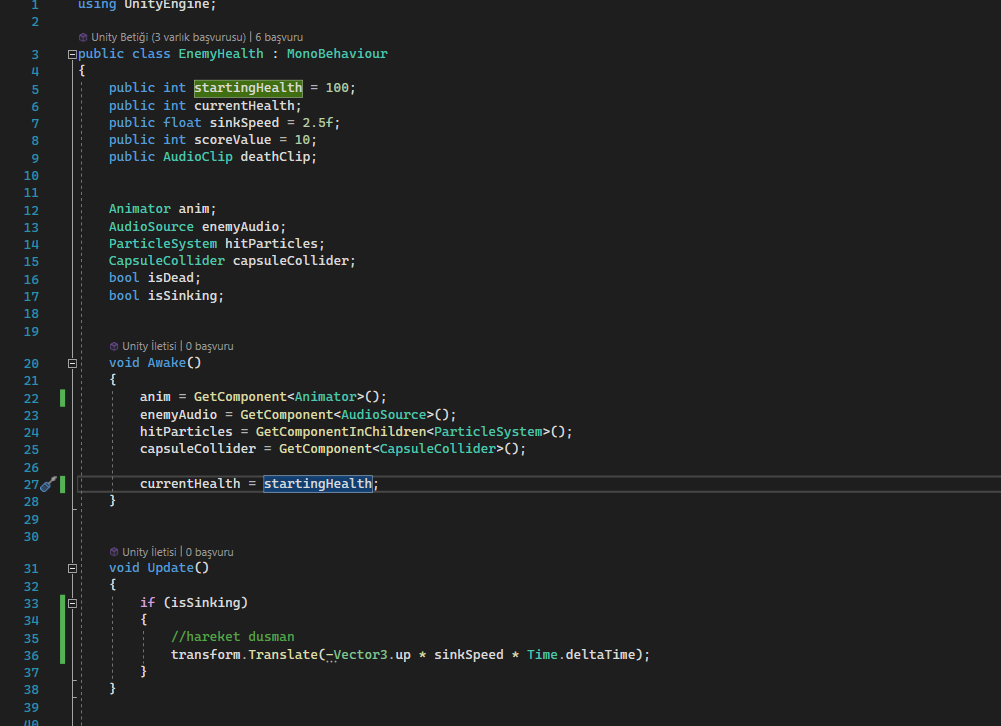 1 using UnityEngine;
2
Unity Betiği (3 varlık başvurusu) | 6 başvuru
3 public class EnemyHealth : MonoBehaviour
4 {
5 public int startingHealth = 100;
6 public int currentHealth;
7 public float sinkSpeed = 2.5f;
8 public int scoreValue = 10;
9 public AudioClip deathClip;
10
11
12 Animator anim;
13 AudioSource enemyAudio;
14 ParticleSystem hitParticles;
15 CapsuleCollider capsuleCollider;
16 bool isDead;
17 bool isSinking;
18
19
Unity İletisi | 0 başvuru
20 void Awake()
21 {
22 anim = GetComponent<Animator>();
23 enemyAudio = GetComponent<AudioSource>();
24 hitParticles = GetComponentInChildren<ParticleSystem>();
25 capsuleCollider = GetComponent<CapsuleCollider>();
26
27 currentHealth = startingHealth;
28 }
29
30
Unity İletisi | 0 başvuru
31 void Update()
32 {
33 if (isSinking)
34 {
35 //hareket dusman
36 transform.Translate(-Vector3.up * sinkSpeed * Time.deltaTime);
37 }
38 }
39
40